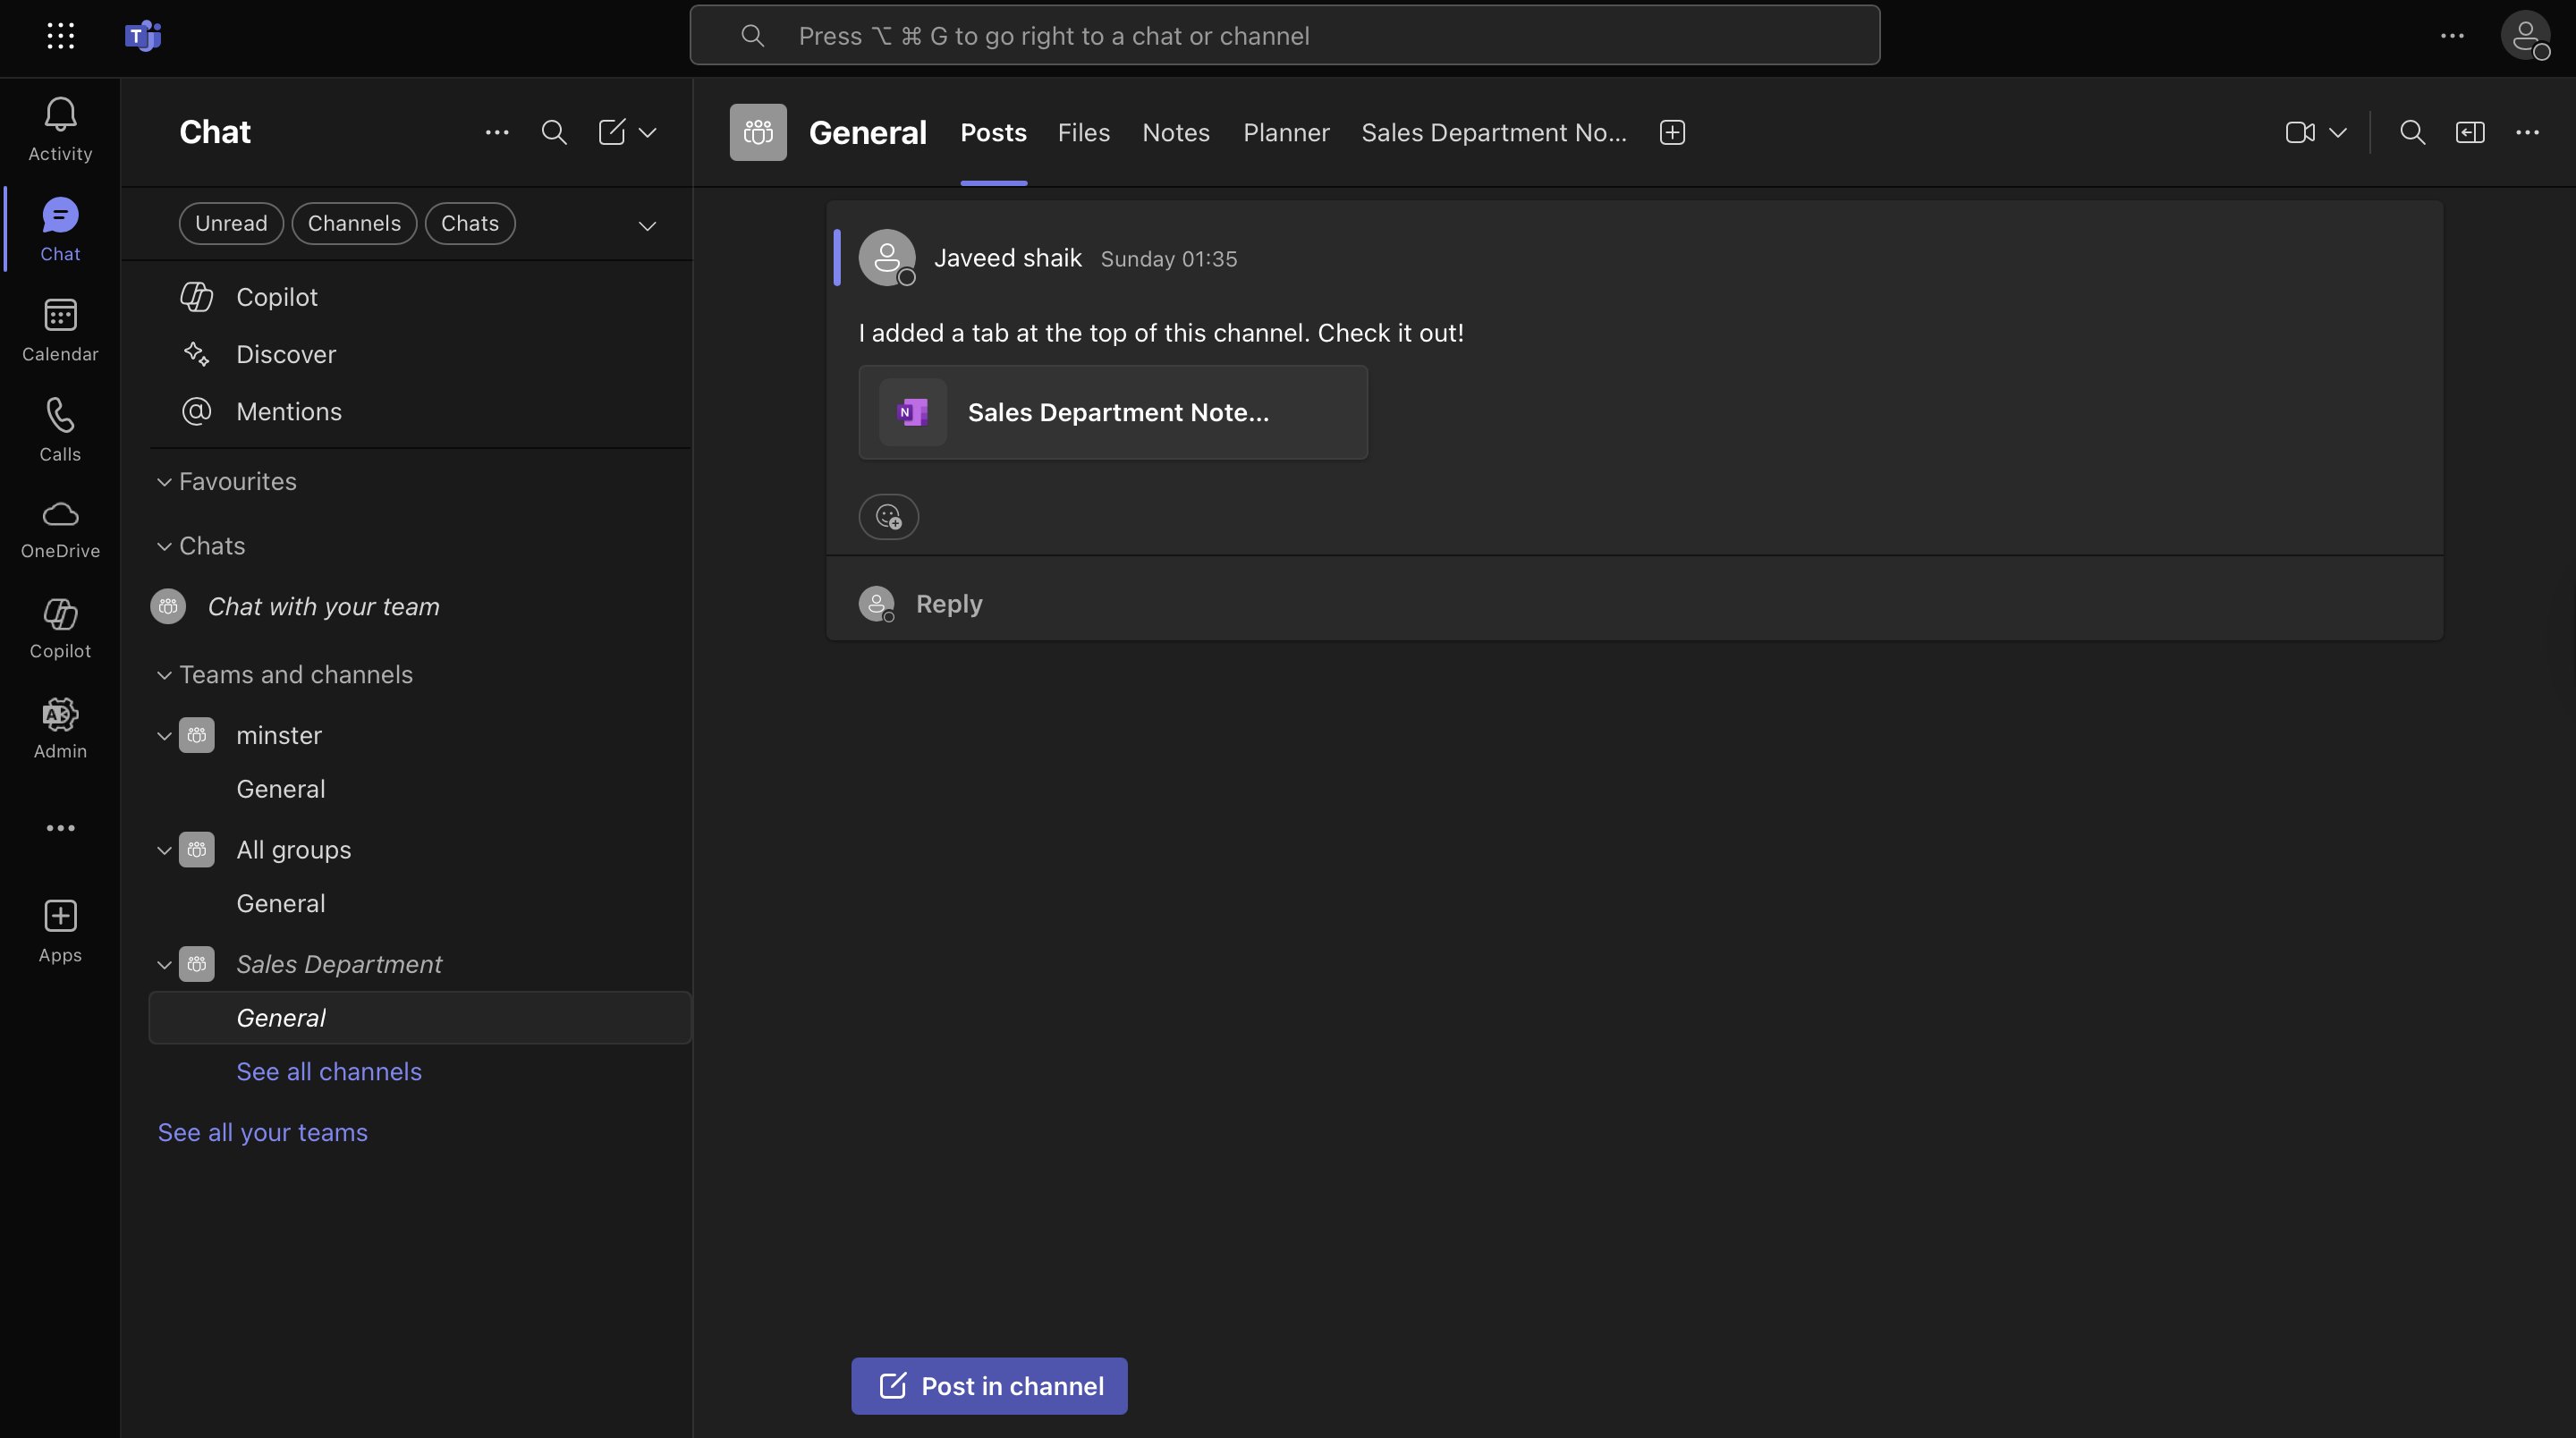 T
Press ⌥ ⌘ G to go right to a chat or channel
Activity
Chat
Calendar
Calls
OneDrive
Copilot
Admin
Apps
Chat
Unread
Channels
Chats
Copilot
Discover
Mentions
Favourites
Chats
Chat with your team
Teams and channels
minster
General
All groups
General
Sales Department
General
See all channels
See all your teams
General
Posts
Files
Notes
Planner
Sales Department No...
Javeed shaik Sunday 01:35
I added a tab at the top of this channel. Check it out!
N
Sales Department Note...
Reply
Post in channel